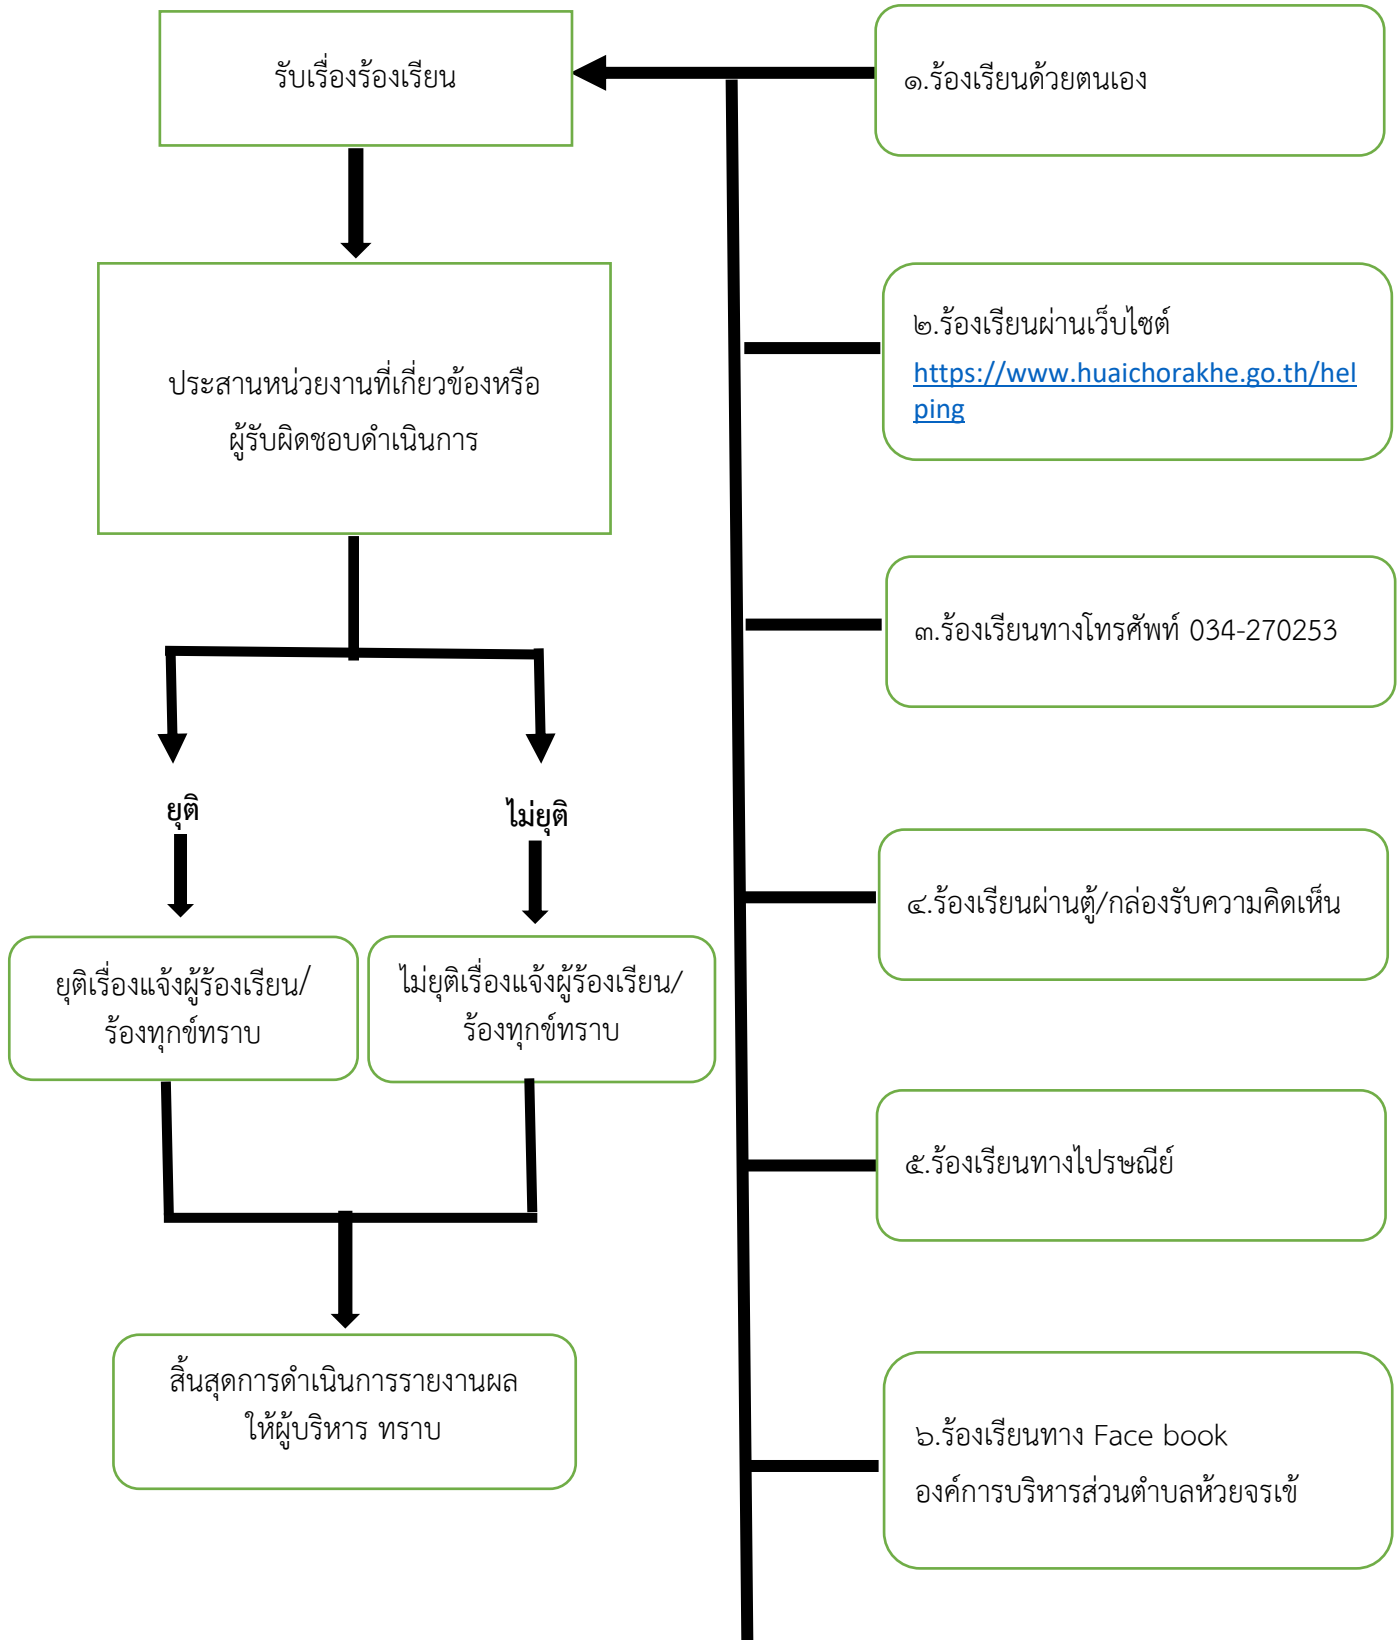 รับเรื่องร้องเรียน
ประสานหน่วยงานที่เกี่ยวข้องหรือ
ผู้รับผิดชอบดำเนินการ
ยุติ
ไม่ยุติ
ยุติเรื่องแจ้งผู้ร้องเรียน/
ร้องทุกข์ทราบ
ไม่ยุติเรื่องแจ้งผู้ร้องเรียน/
ร้องทุกข์ทราบ
สิ้นสุดการดำเนินการรายงานผล
ให้ผู้บริหาร ทราบ
๑.ร้องเรียนด้วยตนเอง
๒.ร้องเรียนผ่านเว็บไซต์
https://www.huaichorakhe.go.th/hel
ping
๓.ร้องเรียนทางโทรศัพท์ 034-270253
๔.ร้องเรียนผ่านตู้/กล่องรับความคิดเห็น
๕.ร้องเรียนทางไปรษณีย์
๖.ร้องเรียนทาง Face book
องค์การบริหารส่วนตำบลห้วยจรเข้